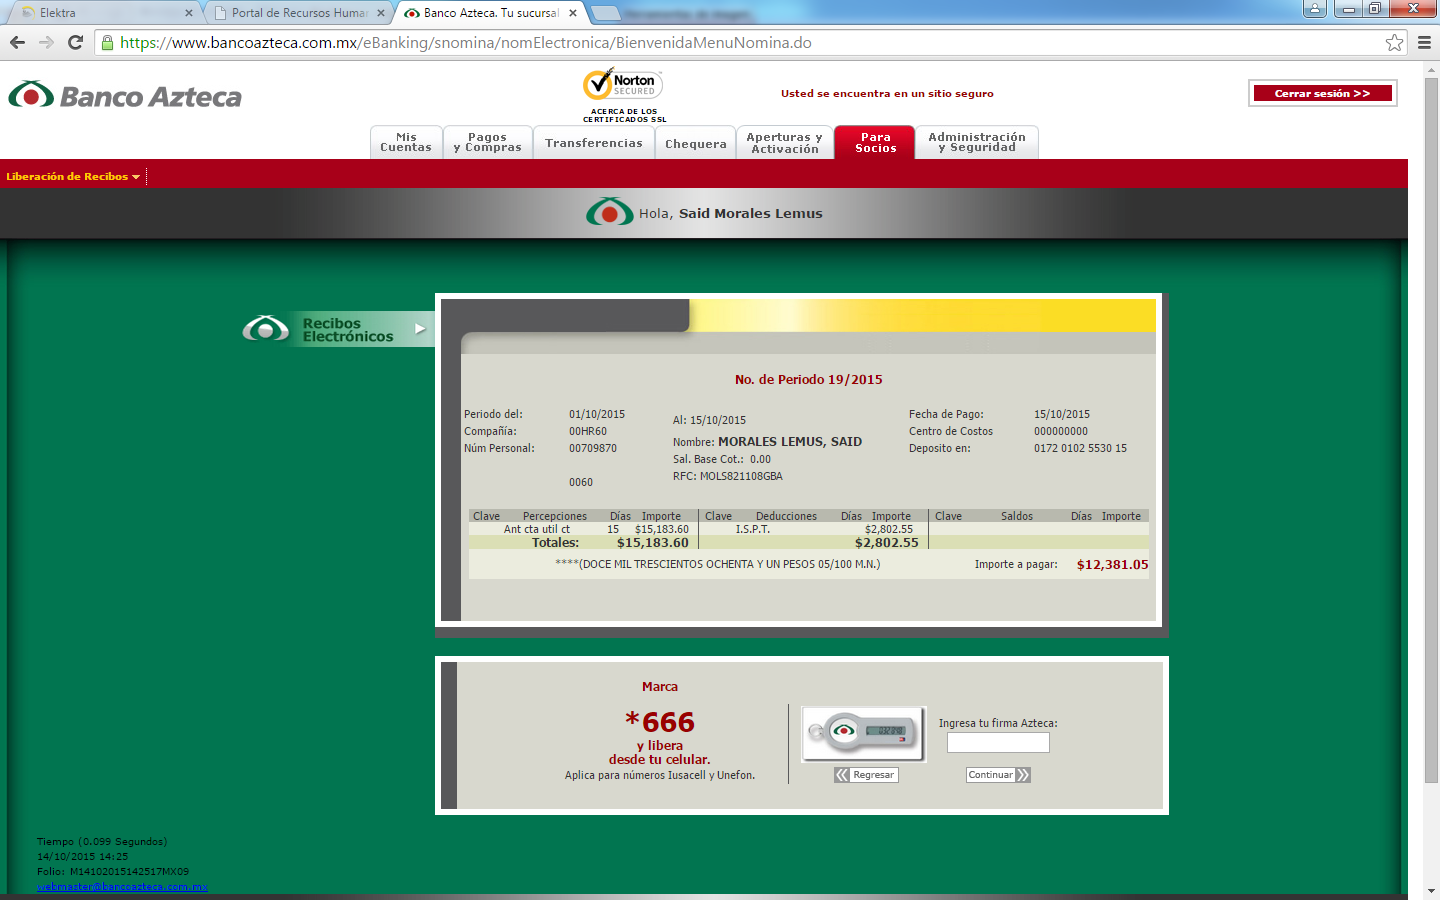 Elektra
Portal de Recursos Humar
Banco Azteca. Tu sucursal
https://www.bancoazteca.com.mx/eBanking/snomina/nomElectronica/BienvenidaMenuNomina.do
Banco Azteca
Norton
SECURED
ACERCA DE LOS
CERTIFICADOS SSL
Usted se encuentra en un sitio seguro
Cerrar sesión >>
Mis Cuentas
Pagos y Compras
Transferencias
Chequera
Aperturas y Activación
Para Socios
Administración y Seguridad
Liberación de Recibos
Hola, Said Morales Lemus
Recibos
Electrónicos
No. de Periodo 19/2015
Periodo del: 01/10/2015 Al: 15/10/2015 Fecha de Pago: 15/10/2015
Compañía: 00HR60 Nombre: MORALES LEMUS, SAID Centro de Costos 000000000
Núm Personal: 00709870 Sal. Base Cot.: 0.00 Deposito en: 0172 0102 5530 15
0060 RFC: MOLS821108GBA
Clave Percepciones Días Importe Clave Deducciones Días Importe Clave Saldos Días Importe
Ant cta util ct 15 $15,183.60 I.S.P.T. $2,802.55
Totales: $15,183.60 $2,802.55
****(DOCE MIL TRESCIENTOS OCHENTA Y UN PESOS 05/100 M.N.) Importe a pagar: $12,381.05
Marca
*666
y libera
desde tu celular.
Aplica para números Iusacell y Unefon.
Ingresa tu firma Azteca:
Regresar
Continuar
Tiempo (0.099 Segundos)
14/10/2015 14:25
Folio: M14102015142517MX09
webmaster@bancoazteca.com.mx